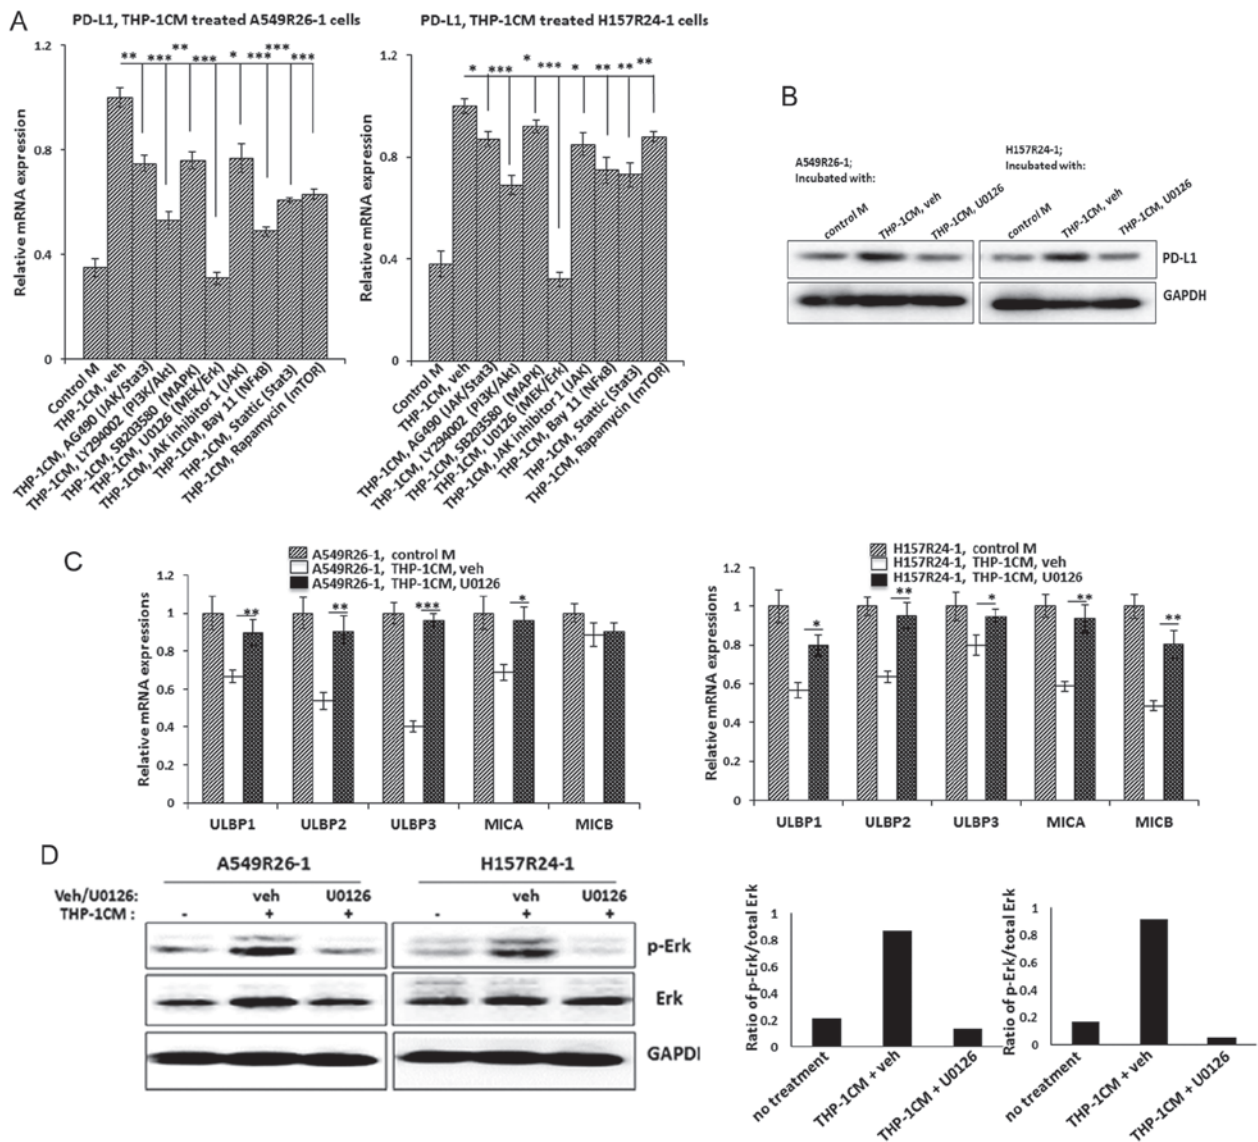 A
PD-L1, THP-1CM treated A549R26-1 cells
Relative mRNA expression
1.2
0.8
0.4
0
** *** ** *** * *** *** ***
Control M
THP-1CM, veh
THP-1CM, AG490 (JAK/Stat3)
THP-1CM, LY294002 (PI3K/Akt)
THP-1CM, SB203580 (MAPK)
THP-1CM, U0126 (MEK/Erk)
THP-1CM, JAK inhibitor 1 (JAK)
THP-1CM, Bay 11 (NFκB)
THP-1CM, Stattic (Stat3)
THP-1CM, Rapamycin (mTOR)
PD-L1, THP-1CM treated H157R24-1 cells
Relative mRNA expression
1.2
0.8
0.4
0
* *** * *** * ** ** **
Control M
THP-1CM, veh
THP-1CM, AG490 (JAK/Stat3)
THP-1CM, LY294002 (PI3K/Akt)
THP-1CM, SB203580 (MAPK)
THP-1CM, U0126 (MEK/Erk)
THP-1CM, JAK inhibitor 1 (JAK)
THP-1CM, Bay 11 (NFκB)
THP-1CM, Stattic (Stat3)
THP-1CM, Rapamycin (mTOR)
B
A549R26-1;
Incubated with:
control M
THP-1CM, veh
THP-1CM, U0126
H157R24-1;
Incubated with:
control M
THP-1CM, veh
THP-1CM, U0126
PD-L1
GAPDH
C
A549R26-1, control M
A549R26-1, THP-1CM, veh
A549R26-1, THP-1CM, U0126
Relative mRNA expressions
1.2
1
0.8
0.6
0.4
0.2
0
** ** *** *
ULBP1 ULBP2 ULBP3 MICA MICB
H157R24-1, control M
H157R24-1, THP-1CM, veh
H157R24-1, THP-1CM, U0126
Relative mRNA expressions
1.2
1
0.8
0.6
0.4
0.2
0
* ** * ** **
ULBP1 ULBP2 ULBP3 MICA MICB
D
A549R26-1 H157R24-1
Veh/U0126: veh U0126 veh U0126
THP-1CM : - + + - + +
p-Erk
Erk
GAPDI
Ratio of p-Erk/total Erk
1
0.8
0.6
0.4
0.2
0
no treatment
THP-1CM + veh
THP-1CM + U0126
Ratio of p-Erk/total Erk
1
0.8
0.6
0.4
0.2
0
no treatment
THP-1CM + veh
THP-1CM + U0126